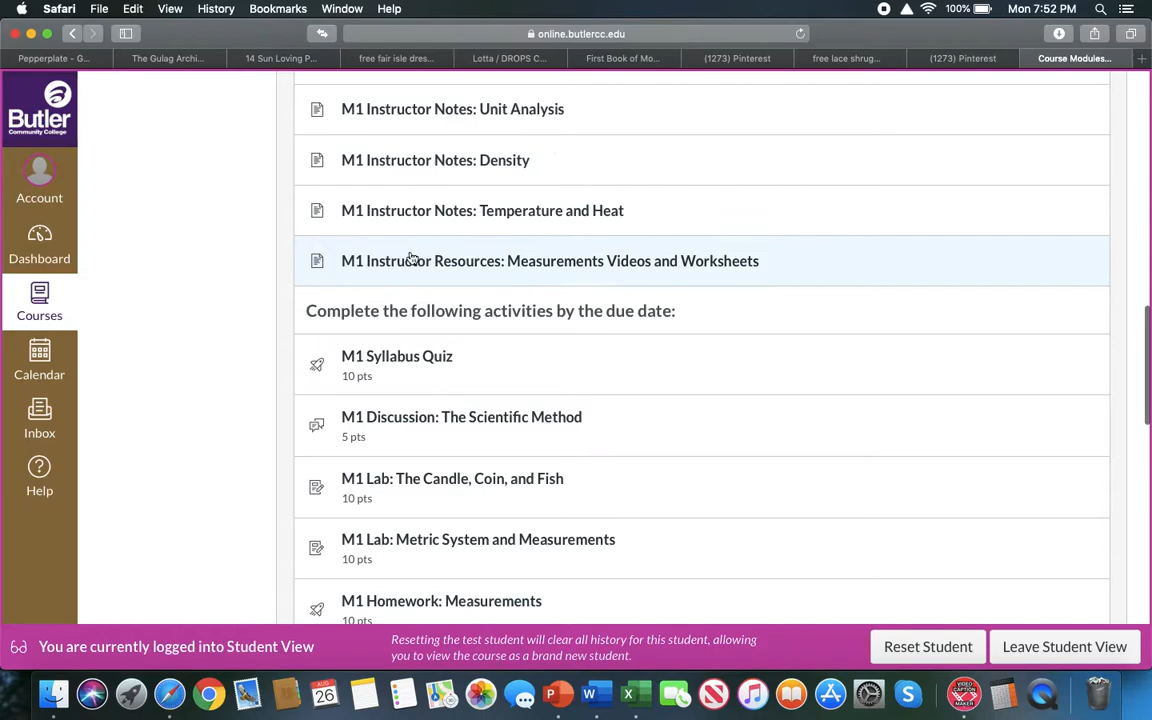 Safari File Edit View History Bookmarks Window Help 100% Mon 7:52 PM
online.butlercc.edu
Pepperplate - G... The Gulag Archi... 14 Sun Loving P... free fair isle dres... Lotta / DROPS C... First Book of Mo... (1273) Pinterest free lace shrug... (1273) Pinterest Course Modules...
Butler
Community College
Account
Dashboard
Courses
Calendar
Inbox
Help
M1 Instructor Notes: Unit Analysis
M1 Instructor Notes: Density
M1 Instructor Notes: Temperature and Heat
M1 Instructor Resources: Measurements Videos and Worksheets
Complete the following activities by the due date:
M1 Syllabus Quiz
10 pts
M1 Discussion: The Scientific Method
5 pts
M1 Lab: The Candle, Coin, and Fish
10 pts
M1 Lab: Metric System and Measurements
10 pts
M1 Homework: Measurements
10 pts
You are currently logged into Student View
Resetting the test student will clear all history for this student, allowing
you to view the course as a brand new student.
Reset Student
Leave Student View
AUG
26
VIDEO
CAPTION
MAKER